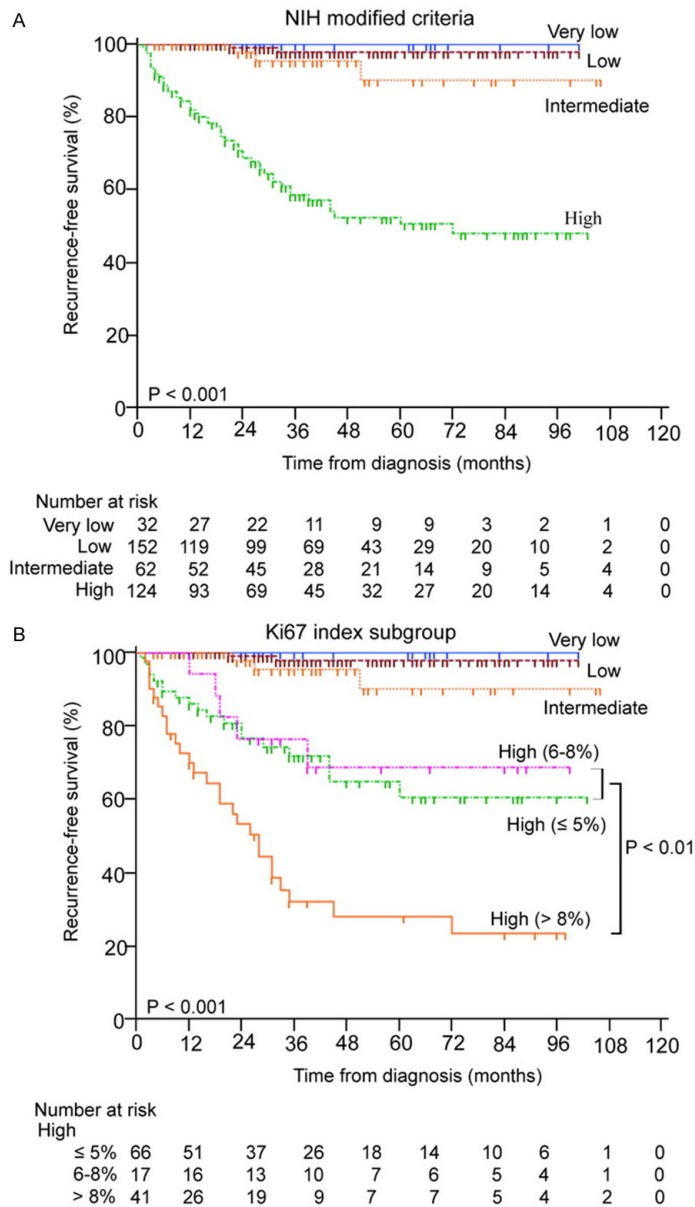 A
NIH modified criteria
Very low
Low
Intermediate
High
100
80
60
40
20
0
Recurrence-free survival (%)
P < 0.001
0 12 24 36 48 60 72 84 96 108 120
Time from diagnosis (months)
Number at risk
Very low 32 27 22 11 9 9 3 2 1 0
Low 152 119 99 69 43 29 20 10 2 0
Intermediate 62 52 45 28 21 14 9 5 4 0
High 124 93 69 45 32 27 20 14 4 0
B
Ki67 index subgroup
Very low
Low
Intermediate
High (6-8%)
High (≤ 5%)
P < 0.01
High (> 8%)
100
80
60
40
20
0
Recurrence-free survival (%)
P < 0.001
0 12 24 36 48 60 72 84 96 108 120
Time from diagnosis (months)
Number at risk
High
≤ 5% 66 51 37 26 18 14 10 6 1 0
6-8% 17 16 13 10 7 6 5 4 1 0
> 8% 41 26 19 9 7 7 5 4 2 0